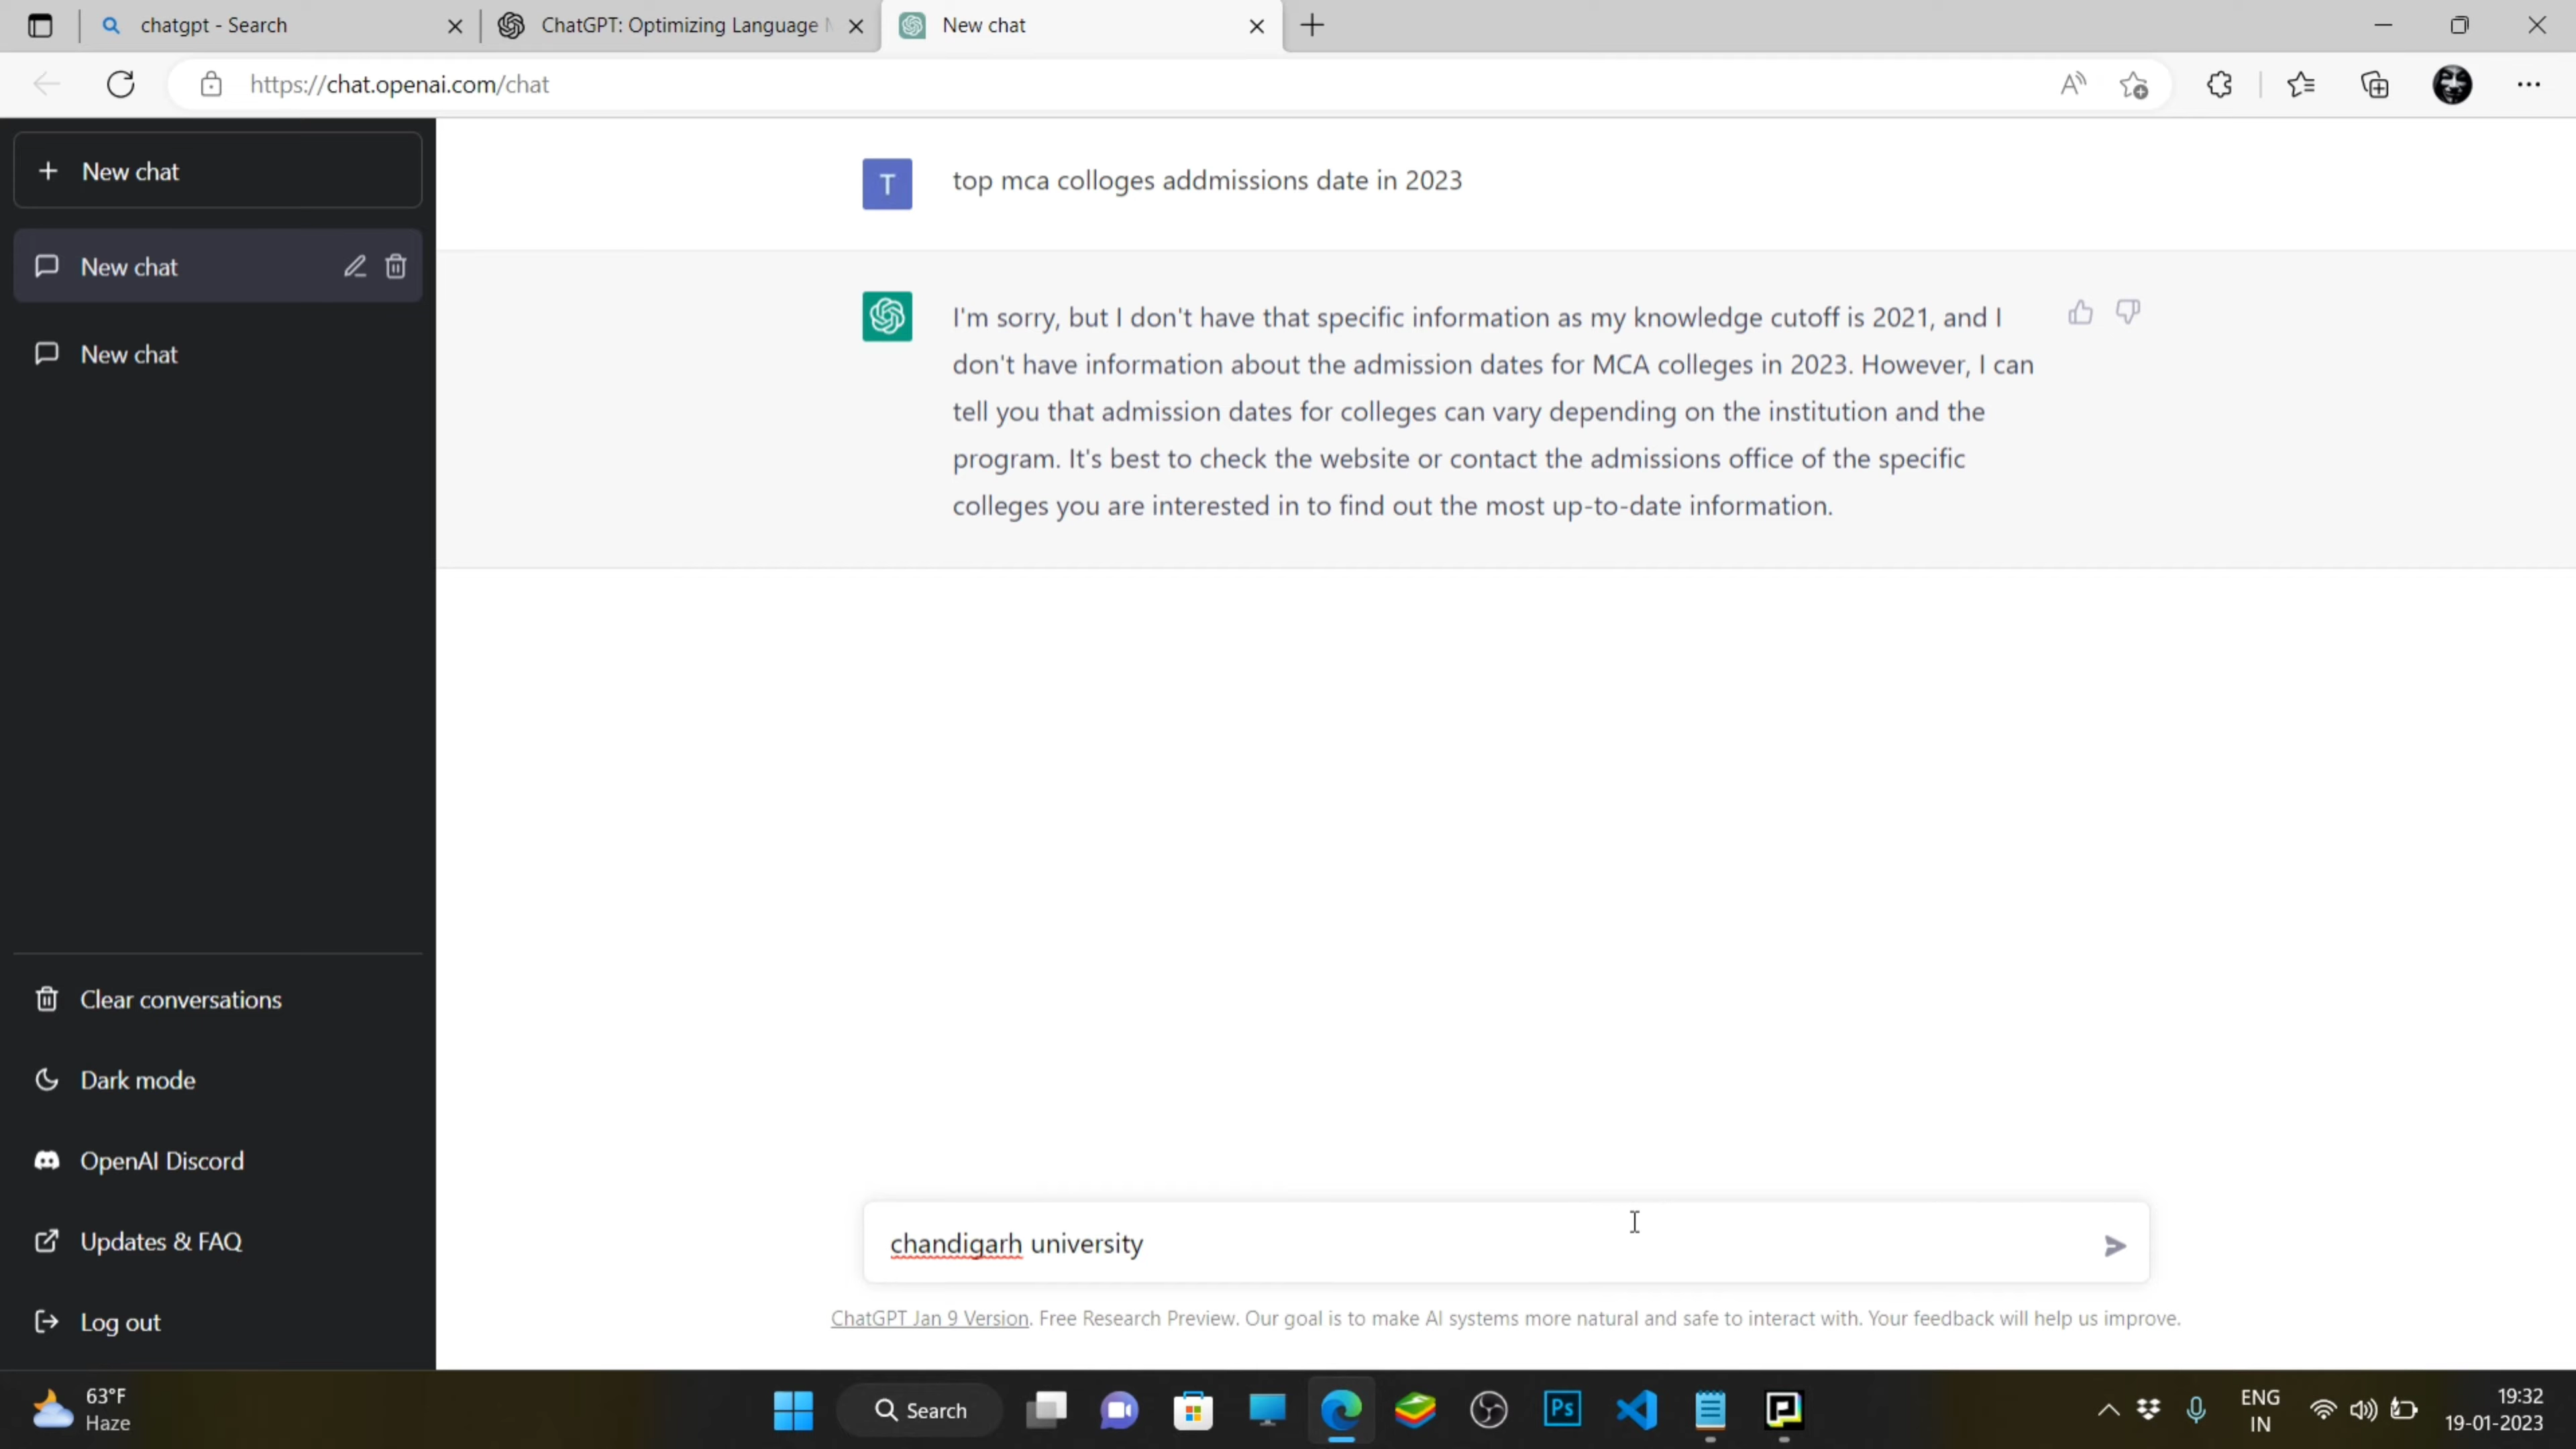 chatgpt - Search
ChatGPT: Optimizing Language
New chat
https://chat.openai.com/chat
New chat
New chat
New chat
T
top mca colloges addmissions date in 2023
I'm sorry, but I don't have that specific information as my knowledge cutoff is 2021, and I
don't have information about the admission dates for MCA colleges in 2023. However, I can
tell you that admission dates for colleges can vary depending on the institution and the
program. It's best to check the website or contact the admissions office of the specific
colleges you are interested in to find out the most up-to-date information.
Clear conversations
Dark mode
OpenAI Discord
Updates & FAQ
Log out
chandigarh university
ChatGPT Jan 9 Version. Free Research Preview. Our goal is to make AI systems more natural and safe to interact with. Your feedback will help us improve.
63°F
Haze
Search
Ps
ENG
IN
19:32
19-01-2023